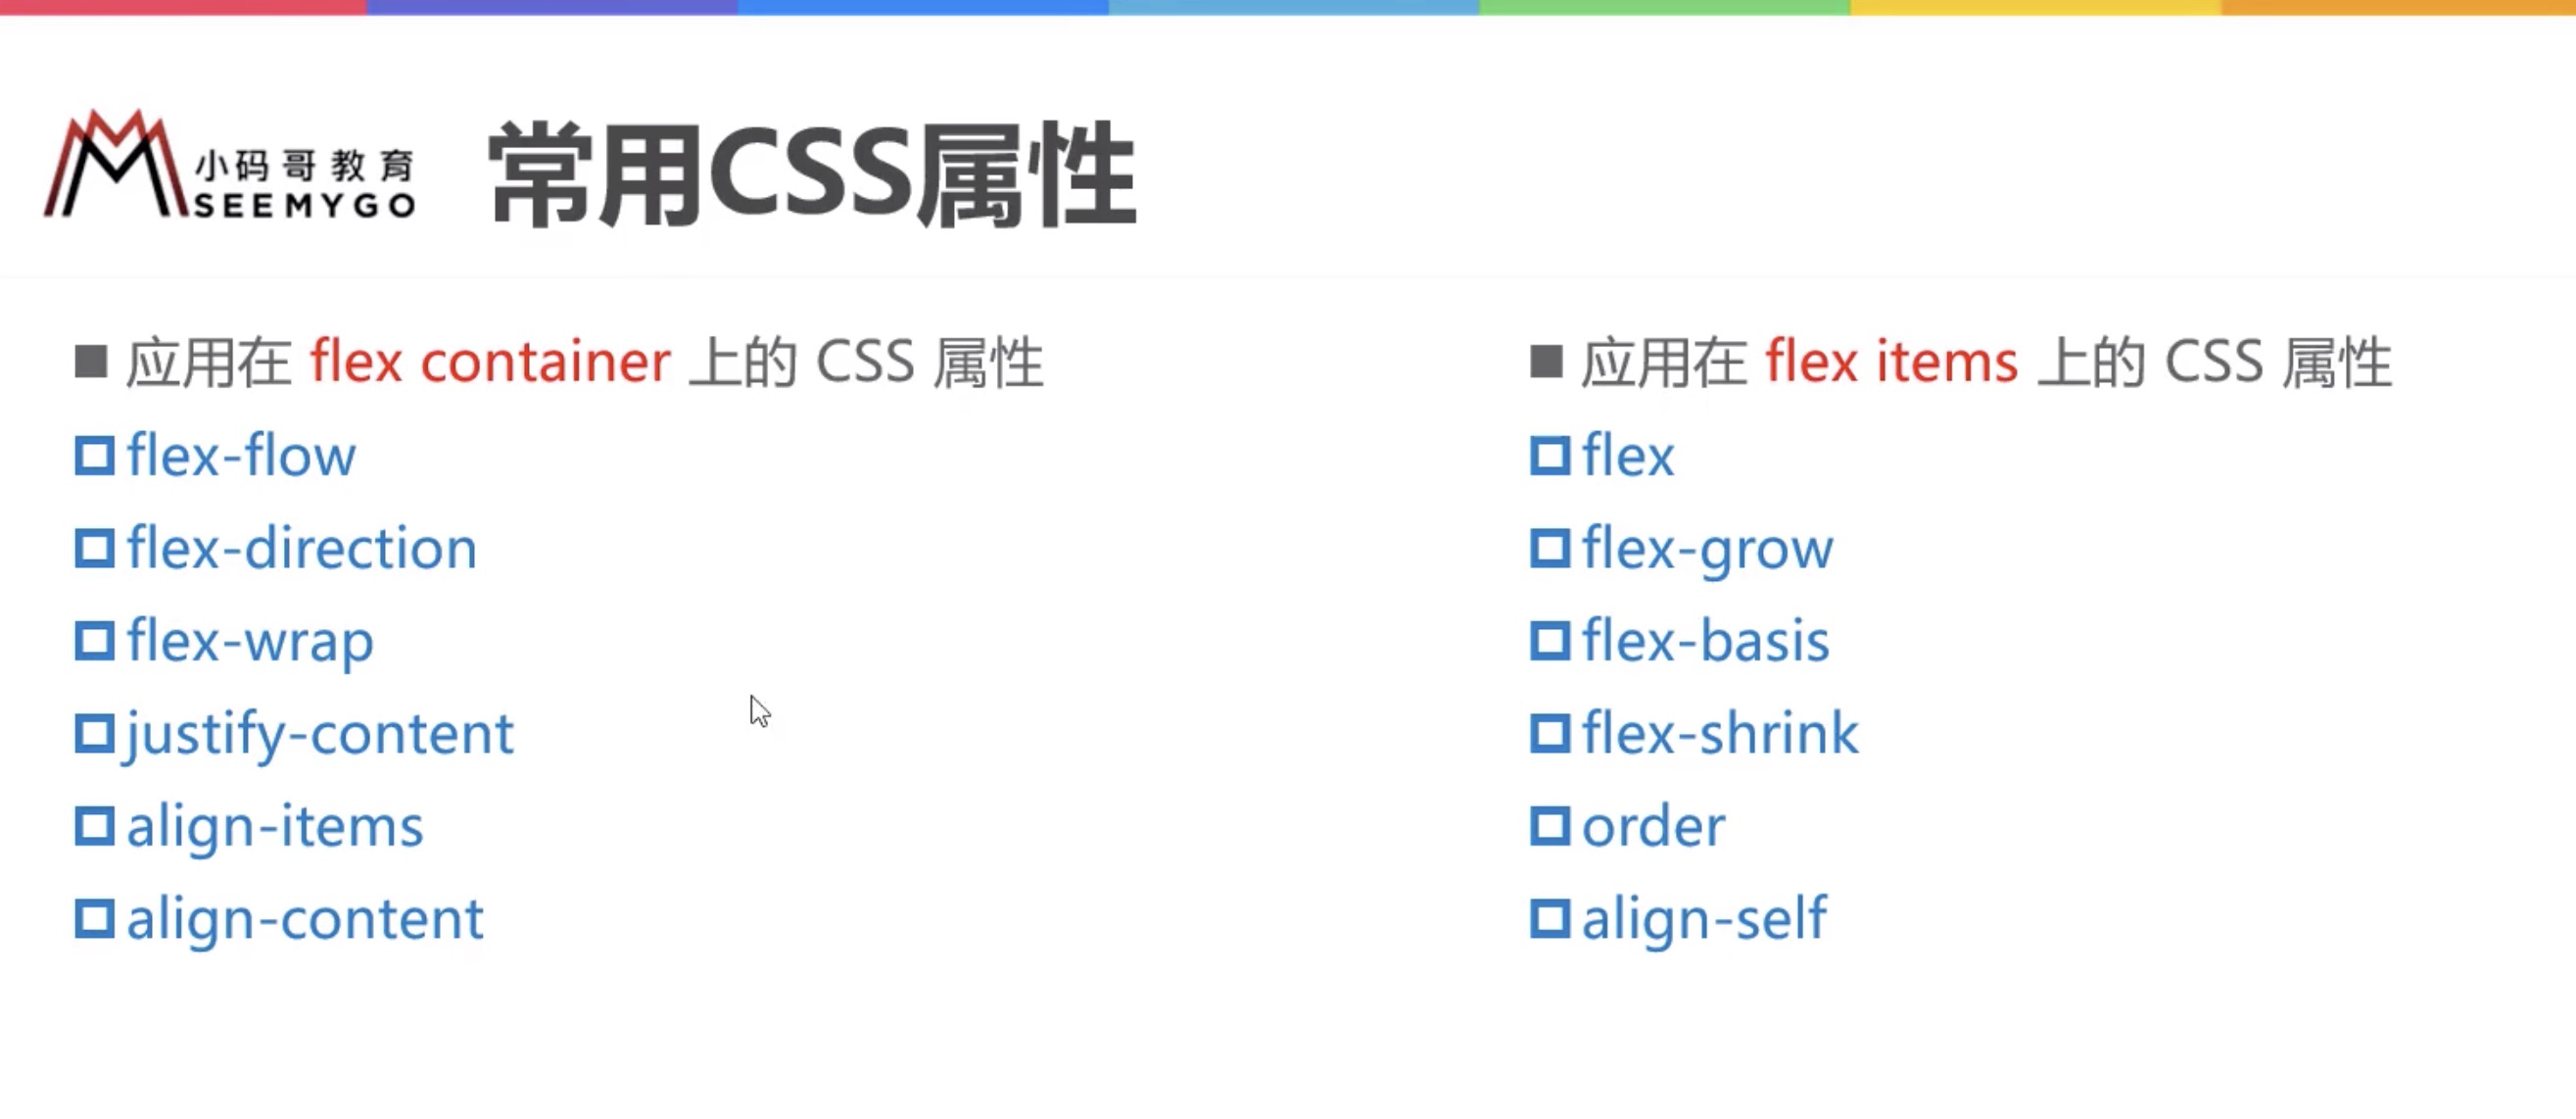 小码哥教育
SEEMYGO
常用CSS属性
应用在 flex container 上的 CSS 属性
flex-flow
flex-direction
flex-wrap
justify-content
align-items
align-content
应用在 flex items 上的 CSS 属性
flex
flex-grow
flex-basis
flex-shrink
order
align-self